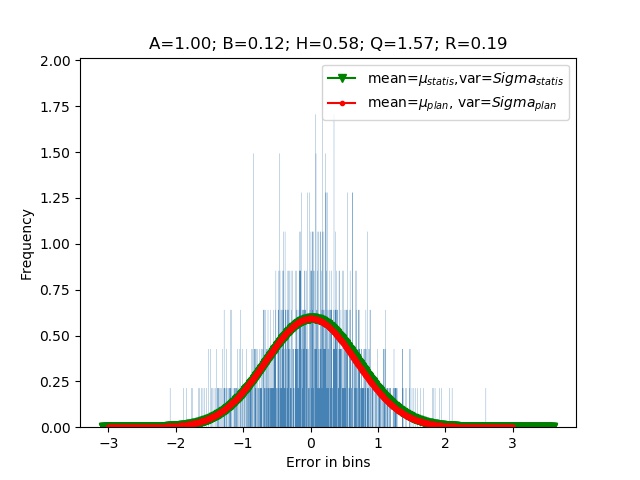 A=1.00; B=0.12; H=0.58; Q=1.57; R=0.19
mean=μstatis,var=Sigmastatis
mean=μplan, var=Sigmaplan
2.00
1.75
1.50
1.25
1.00
0.75
0.50
0.25
0.00
Frequency
−3 −2 −1 0 1 2 3
Error in bins